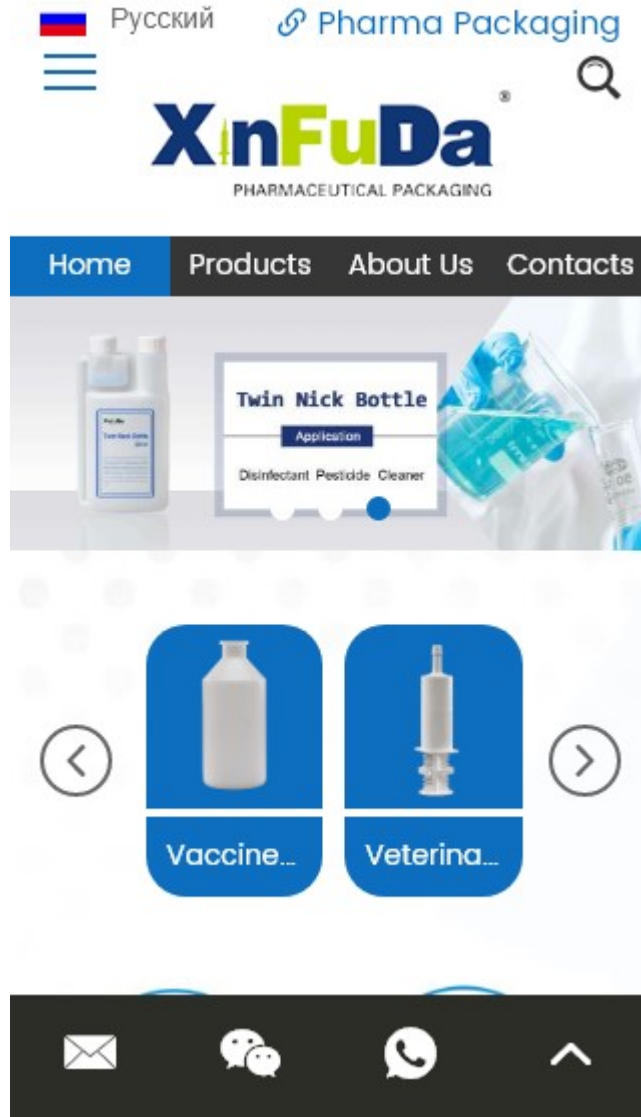 Русский
Pharma Packaging
XinFuDa®
PHARMACEUTICAL PACKAGING
Home Products About Us Contacts
Twin Nick Bottle
Application
Disinfectant Pesticide Cleaner
Vaccine... Veterina...